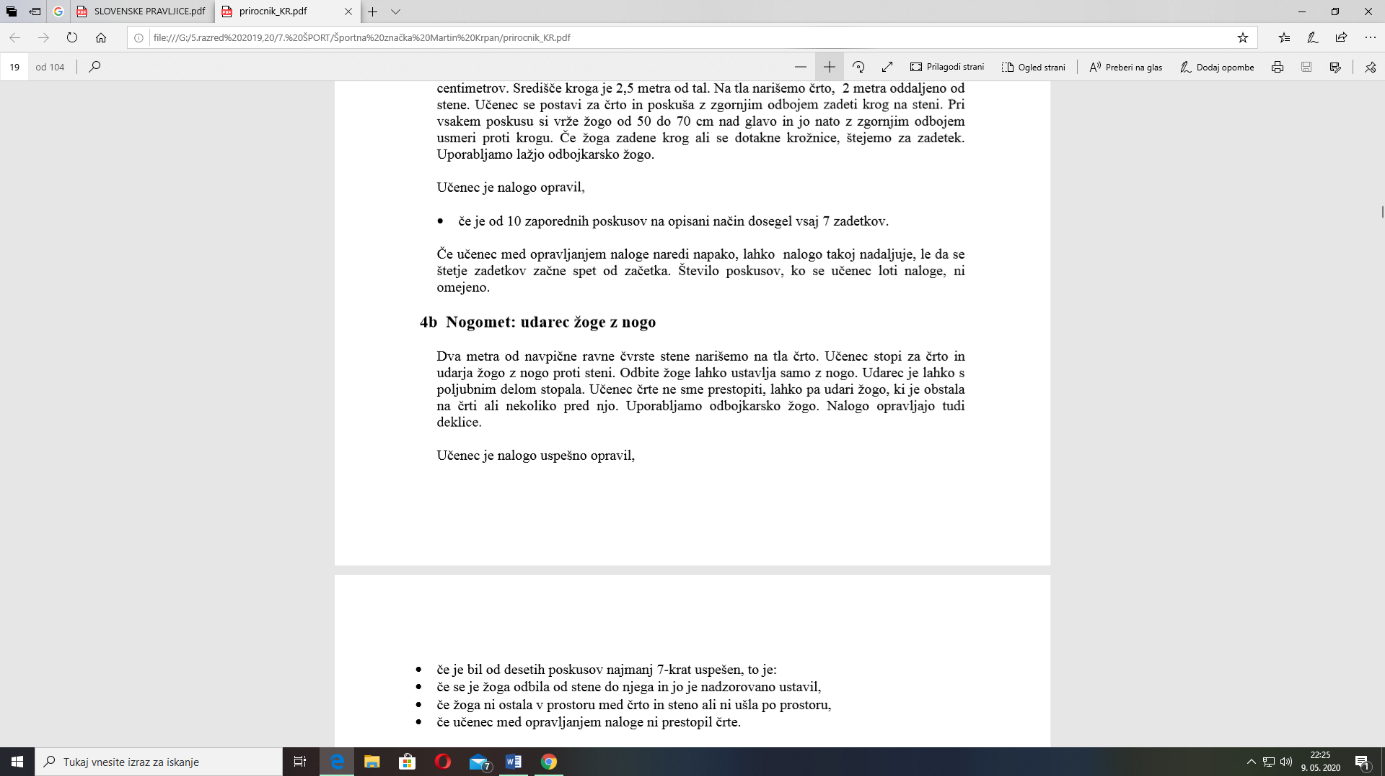 SLOVENSKE PRAVLJICE.pdf
prirocnik_KR.pdf
file:///G:/5.razred%202019,20/7.%20ŠPORT/Športna%20značka%20Martin%20Krpan/prirocnik_KR.pdf
19 od 104 Prilagodi strani Ogled strani Preberi na glas Dodaj opombe
centimetrov. Središče kroga je 2,5 metra od tal. Na tla narišemo črto, 2 metra oddaljeno od
stene. Učenec se postavi za črto in poskuša z zgornjim odbojem zadeti krog na steni. Pri
vsakem poskusu si vrže žogo od 50 do 70 cm nad glavo in jo nato z zgornjim odbojem
usmeri proti krogu. Če žoga zadene krog ali se dotakne krožnice, štejemo za zadetek.
Uporabljamo lažjo odbojkarsko žogo.
Učenec je nalogo opravil,
• če je od 10 zaporednih poskusov na opisani način dosegel vsaj 7 zadetkov.
Če učenec med opravljanjem naloge naredi napako, lahko nalogo takoj nadaljuje, le da se
štetje zadetkov začne spet od začetka. Število poskusov, ko se učenec loti naloge, ni
omejeno.
4b Nogomet: udarec žoge z nogo
Dva metra od navpične ravne čvrste stene narišemo na tla črto. Učenec stopi za črto in
udarja žogo z nogo proti steni. Odbite žoge lahko ustavlja samo z nogo. Udarec je lahko s
poljubnim delom stopala. Učenec črte ne sme prestopiti, lahko pa udari žogo, ki je obstala
na črti ali nekoliko pred njo. Uporabljamo odbojkarsko žogo. Nalogo opravljajo tudi
deklice.
Učenec je nalogo uspešno opravil,
• če je bil od desetih poskusov najmanj 7-krat uspešen, to je:
• če se je žoga odbila od stene do njega in jo je nadzorovano ustavil,
• če žoga ni ostala v prostoru med črto in steno ali ni ušla po prostoru,
• če učenec med opravljanjem naloge ni prestopil črte.
Tukaj vnesite izraz za iskanje
7
22:25
9. 05. 2020
1